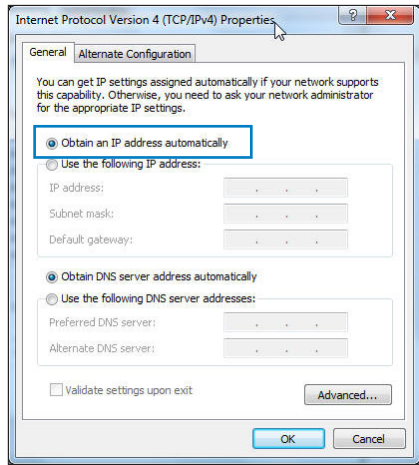 Internet Protocol Version 4 (TCP/IPv4) Properties
General
Alternate Configuration
You can get IP settings assigned automatically if your network supports
this capability. Otherwise, you need to ask your network administrator
for the appropriate IP settings.
Obtain an IP address automatically
Use the following IP address:
IP address:
Subnet mask:
Default gateway:
Obtain DNS server address automatically
Use the following DNS server addresses:
Preferred DNS server:
Alternate DNS server:
Validate settings upon exit
Advanced...
OK
Cancel